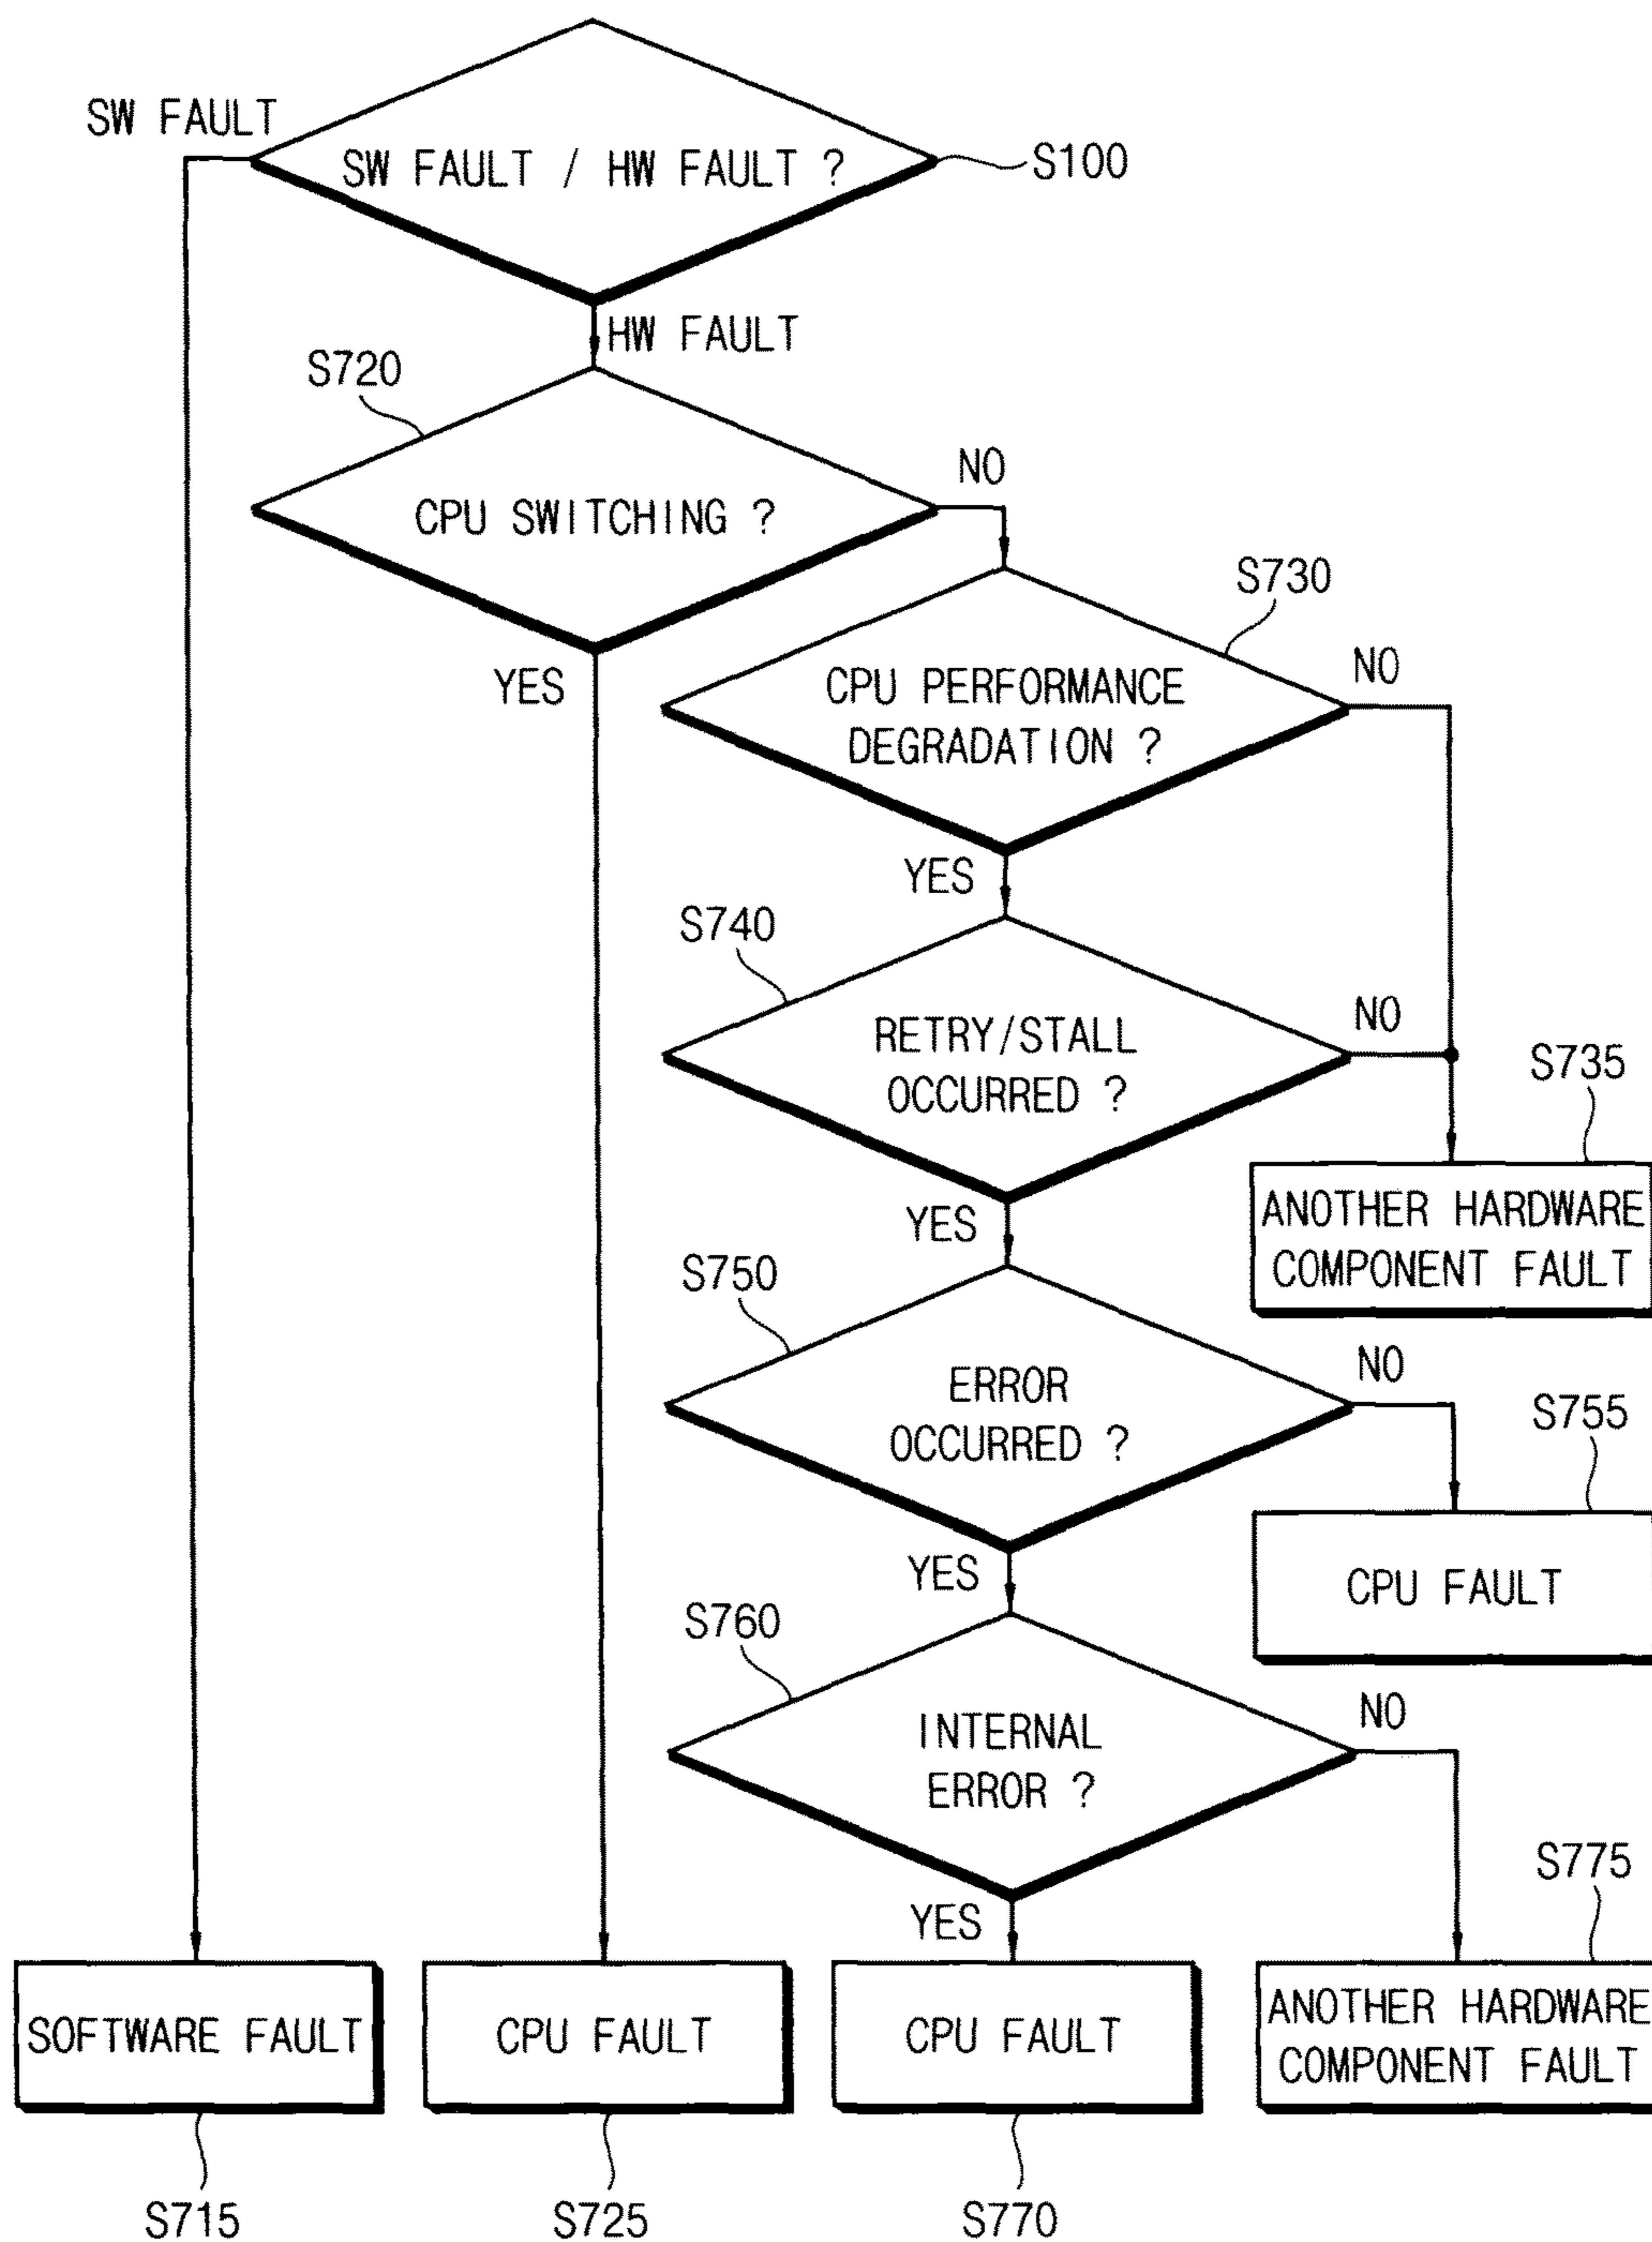 SW FAULT
SW FAULT / HW FAULT ?
S100
HW FAULT
S720
CPU SWITCHING ?
NO
YES
S730
CPU PERFORMANCE
DEGRADATION ?
NO
YES
S740
RETRY/STALL
OCCURRED ?
NO
YES
S735
ANOTHER HARDWARE
COMPONENT FAULT
S750
ERROR
OCCURRED ?
NO
YES
S755
CPU FAULT
S760
INTERNAL
ERROR ?
NO
YES
S775
SOFTWARE FAULT
CPU FAULT
CPU FAULT
ANOTHER HARDWARE
COMPONENT FAULT
S715
S725
S770